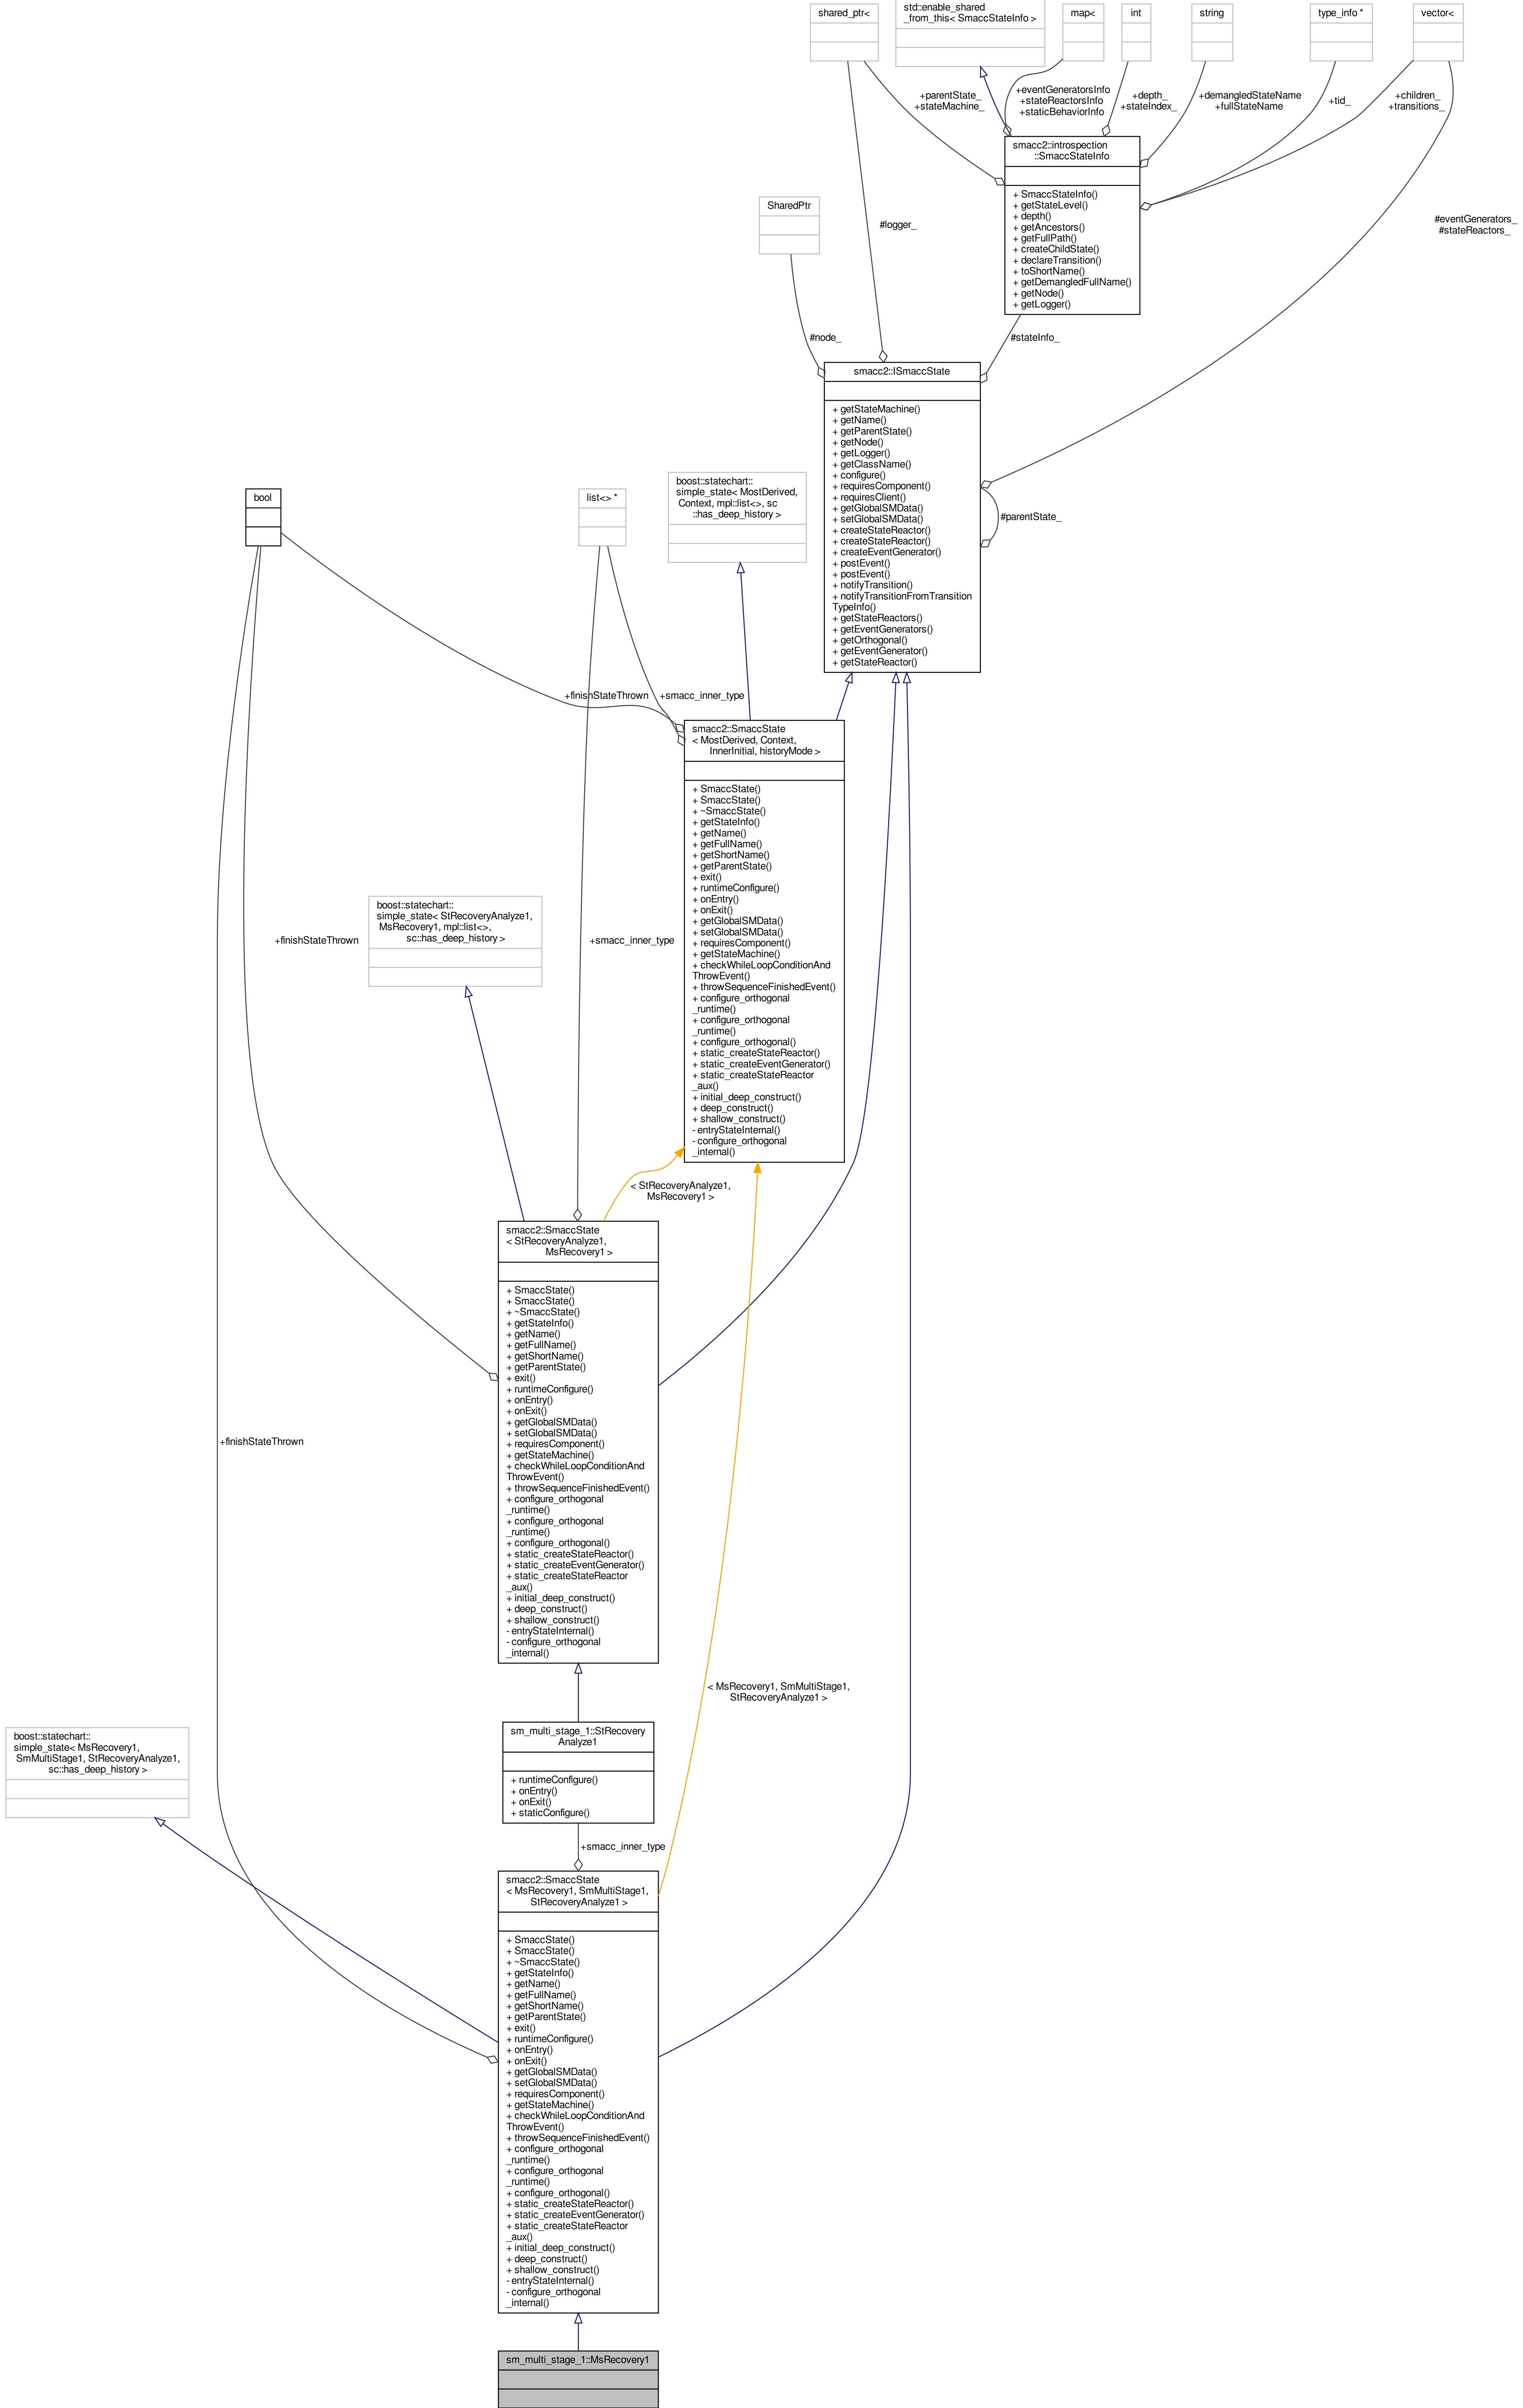 shared_ptr<
std::enable_shared
_from_this< SmaccStateInfo >
map<
int
string
type_info *
vector<
+parentState_
+stateMachine_
+eventGeneratorsInfo
+stateReactorsInfo
+staticBehaviorInfo
+depth_
+stateIndex_
+demangledStateName
+fullStateName
+tid_
+children_
+transitions_
smacc2::introspection
::SmaccStateInfo
+ SmaccStateInfo()
+ getStateLevel()
+ depth()
+ getAncestors()
+ getFullPath()
+ createChildState()
+ declareTransition()
+ toShortName()
+ getDemangledFullName()
+ getNode()
+ getLogger()
SharedPtr
#logger_
#eventGenerators_
#stateReactors_
#node_
#stateInfo_
smacc2::ISmaccState
+ getStateMachine()
+ getName()
+ getParentState()
+ getNode()
+ getLogger()
+ getClassName()
+ configure()
+ requiresComponent()
+ requiresClient()
+ getGlobalSMData()
+ setGlobalSMData()
+ createStateReactor()
+ createStateReactor()
+ createEventGenerator()
+ postEvent()
+ postEvent()
+ notifyTransition()
+ notifyTransitionFromTransition
TypeInfo()
+ getStateReactors()
+ getEventGenerators()
+ getOrthogonal()
+ getEventGenerator()
+ getStateReactor()
#parentState_
bool
list<> *
boost::statechart::
simple_state< MostDerived,
Context, mpl::list<>, sc
::has_deep_history >
+finishStateThrown
+smacc_inner_type
smacc2::SmaccState
< MostDerived, Context,
InnerInitial, historyMode >
+ SmaccState()
+ SmaccState()
+ ~SmaccState()
+ getStateInfo()
+ getName()
+ getFullName()
+ getShortName()
+ getParentState()
+ exit()
+ runtimeConfigure()
+ onEntry()
+ onExit()
+ getGlobalSMData()
+ setGlobalSMData()
+ requiresComponent()
+ getStateMachine()
+ checkWhileLoopConditionAnd
ThrowEvent()
+ throwSequenceFinishedEvent()
+ configure_orthogonal
_runtime()
+ configure_orthogonal
_runtime()
+ configure_orthogonal()
+ static_createStateReactor()
+ static_createEventGenerator()
+ static_createStateReactor
_aux()
+ initial_deep_construct()
+ deep_construct()
+ shallow_construct()
- entryStateInternal()
- configure_orthogonal
_internal()
boost::statechart::
simple_state< StRecoveryAnalyze1,
MsRecovery1, mpl::list<>,
sc::has_deep_history >
+finishStateThrown
+smacc_inner_type
< StRecoveryAnalyze1,
MsRecovery1 >
smacc2::SmaccState
< StRecoveryAnalyze1,
MsRecovery1 >
+ SmaccState()
+ SmaccState()
+ ~SmaccState()
+ getStateInfo()
+ getName()
+ getFullName()
+ getShortName()
+ getParentState()
+ exit()
+ runtimeConfigure()
+ onEntry()
+ onExit()
+ getGlobalSMData()
+ setGlobalSMData()
+ requiresComponent()
+ getStateMachine()
+ checkWhileLoopConditionAnd
ThrowEvent()
+ throwSequenceFinishedEvent()
+ configure_orthogonal
_runtime()
+ configure_orthogonal
_runtime()
+ configure_orthogonal()
+ static_createStateReactor()
+ static_createEventGenerator()
+ static_createStateReactor
_aux()
+ initial_deep_construct()
+ deep_construct()
+ shallow_construct()
- entryStateInternal()
- configure_orthogonal
_internal()
+finishStateThrown
< MsRecovery1, SmMultiStage1,
StRecoveryAnalyze1 >
boost::statechart::
simple_state< MsRecovery1,
SmMultiStage1, StRecoveryAnalyze1,
sc::has_deep_history >
sm_multi_stage_1::StRecovery
Analyze1
+ runtimeConfigure()
+ onEntry()
+ onExit()
+ staticConfigure()
+smacc_inner_type
smacc2::SmaccState
< MsRecovery1, SmMultiStage1,
StRecoveryAnalyze1 >
+ SmaccState()
+ SmaccState()
+ ~SmaccState()
+ getStateInfo()
+ getName()
+ getFullName()
+ getShortName()
+ getParentState()
+ exit()
+ runtimeConfigure()
+ onEntry()
+ onExit()
+ getGlobalSMData()
+ setGlobalSMData()
+ requiresComponent()
+ getStateMachine()
+ checkWhileLoopConditionAnd
ThrowEvent()
+ throwSequenceFinishedEvent()
+ configure_orthogonal
_runtime()
+ configure_orthogonal
_runtime()
+ configure_orthogonal()
+ static_createStateReactor()
+ static_createEventGenerator()
+ static_createStateReactor
_aux()
+ initial_deep_construct()
+ deep_construct()
+ shallow_construct()
- entryStateInternal()
- configure_orthogonal
_internal()
sm_multi_stage_1::MsRecovery1